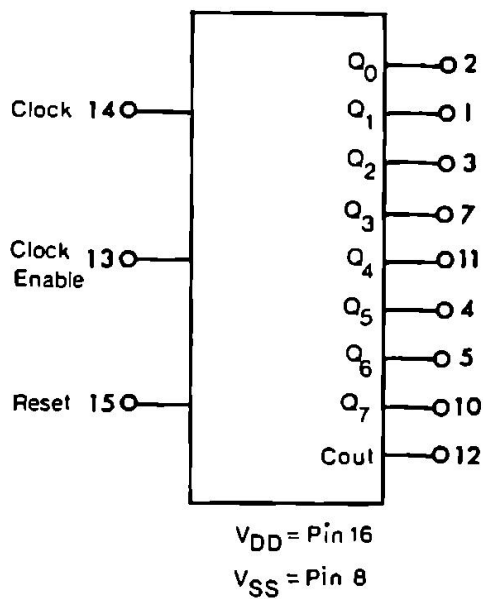 Q0 2
Clock 14
Q1 1
Q2 3
Q3 7
Clock Enable 13
Q4 11
Q5 4
Q6 5
Reset 15
Q7 10
Cout 12
VDD = Pin 16
VSS = Pin 8